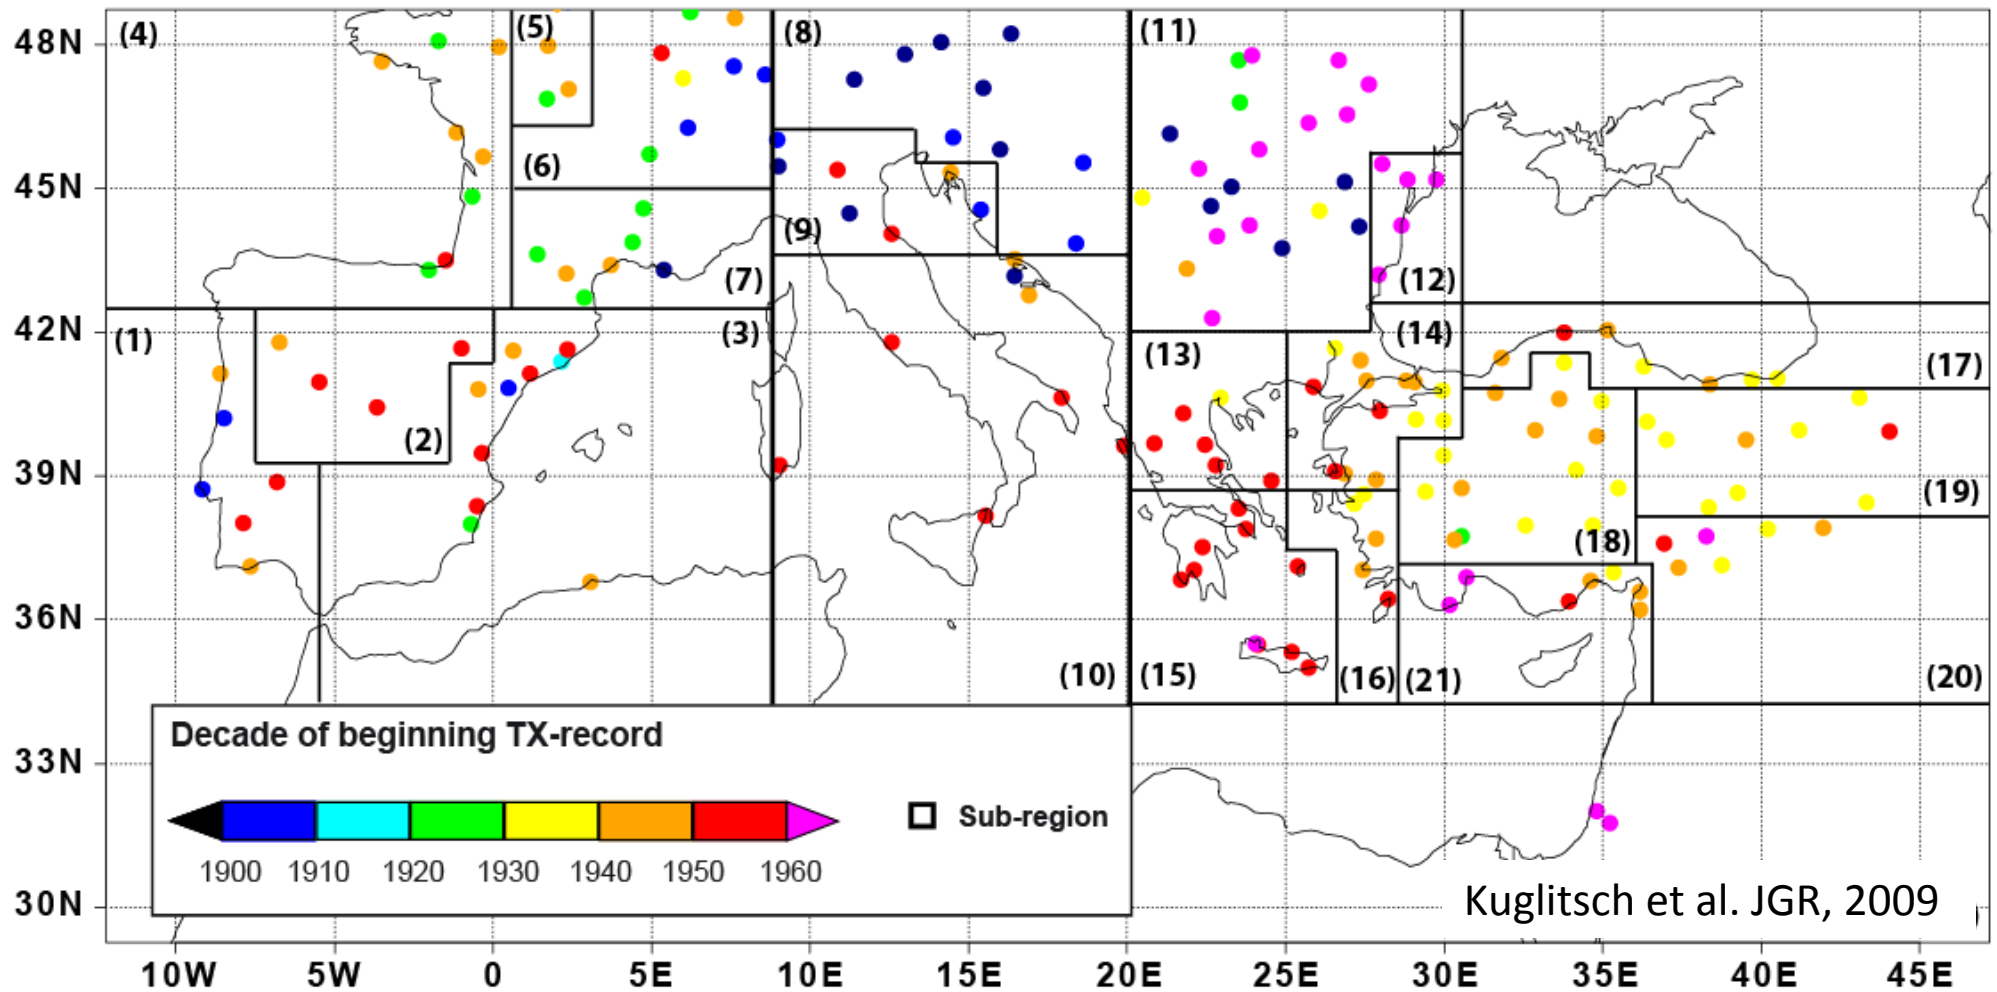 (4)
(5)
(8)
(11)
48N
(6)
45N
(9)
(7)
(12)
(1)
(3)
(14)
42N
(13)
(17)
(2)
39N
(19)
(18)
36N
(10)
(15)
(16)
(21)
(20)
Decade of beginning TX-record
33N
Sub-region
1900 1910 1920 1930 1940 1950 1960
30N
Kuglitsch et al. JGR, 2009
10W 5W 0 5E 10E 15E 20E 25E 30E 35E 40E 45E